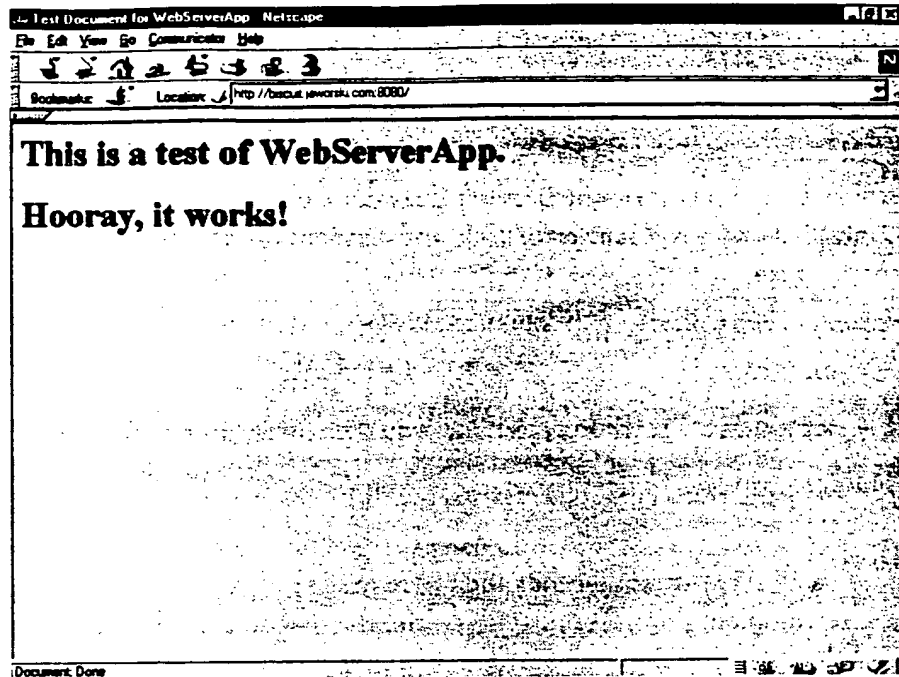 Test Document for WebServerApp Netscape
File Edit View Go Communicator Help
Bookmarks Location: http://biscuit.jaworski.com:8080/
This is a test of WebServerApp.
Hooray, it works!
Document: Done